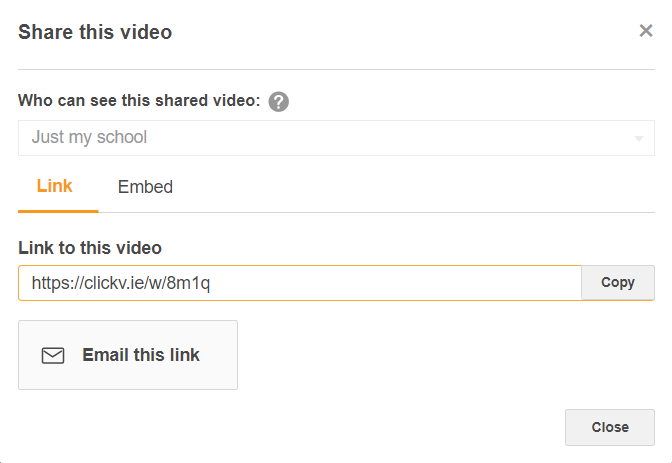 Share this video
Who can see this shared video: ?
Just my school
Link Embed
Link to this video
https://clickv.ie/w/8m1q Copy
Email this link
Close